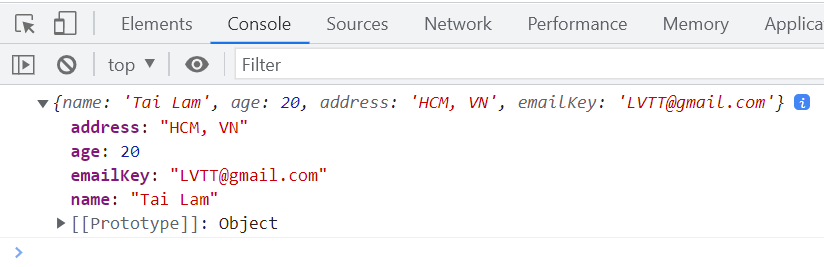 Elements Console Sources Network Performance Memory Applica
top ▼ Filter
▼{name: 'Tai Lam', age: 20, address: 'HCM, VN', emailKey: 'LVTT@gmail.com'} i
address: "HCM, VN"
age: 20
emailKey: "LVTT@gmail.com"
name: "Tai Lam"
▶[[Prototype]]: Object
>